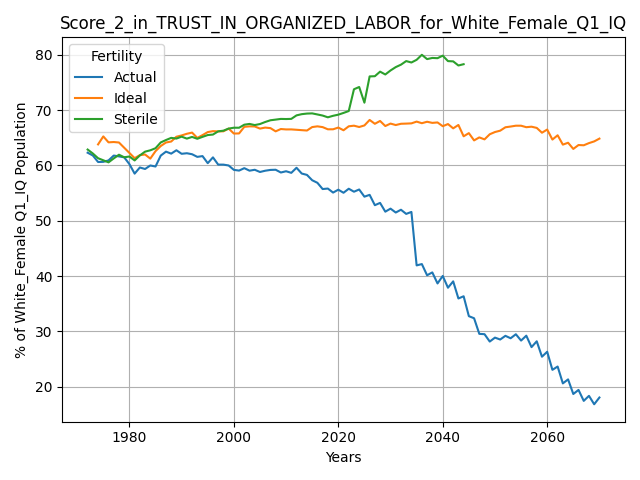 Score_2_in_TRUST_IN_ORGANIZED_LABOR_for_White_Female_Q1_IQ
Fertility
Actual
Ideal
Sterile
% of White_Female Q1_IQ Population
80
70
60
50
40
30
20
1980
2000
2020
2040
2060
Years